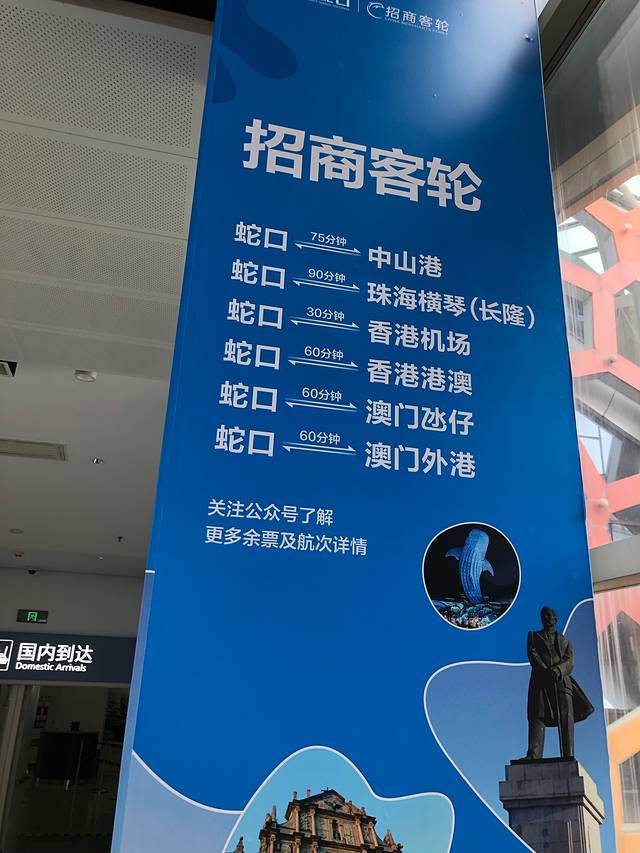 招商客轮
招商客轮
蛇口 75分钟 中山港
蛇口 90分钟 珠海横琴(长隆)
蛇口 30分钟 香港机场
蛇口 60分钟 香港港澳
蛇口 60分钟 澳门氹仔
蛇口 60分钟 澳门外港
关注公众号了解
更多余票及航次详情
国内到达
Domestic Arrivals